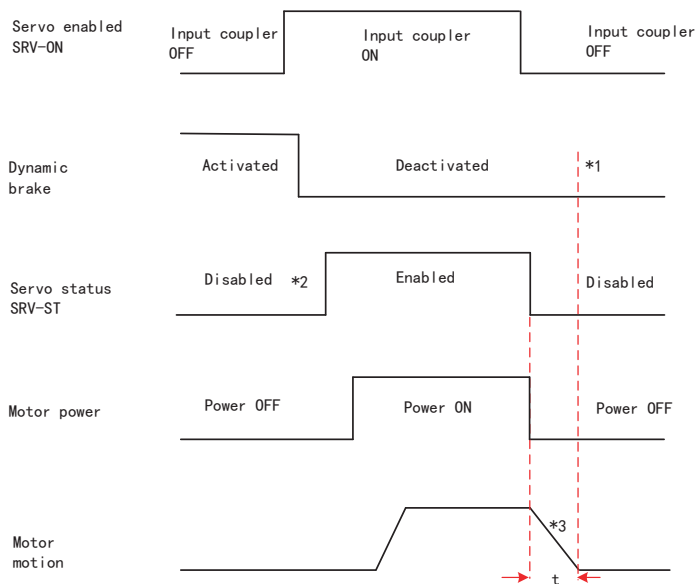 Servo enabled
SRV-ON
Input coupler
OFF
Input coupler
ON
Input coupler
OFF
Dynamic
brake
Activated
Deactivated
*1
Servo status
SRV-ST
Disabled *2
Enabled
Disabled
Motor power
Power OFF
Power ON
Power OFF
Motor
motion
*3
t